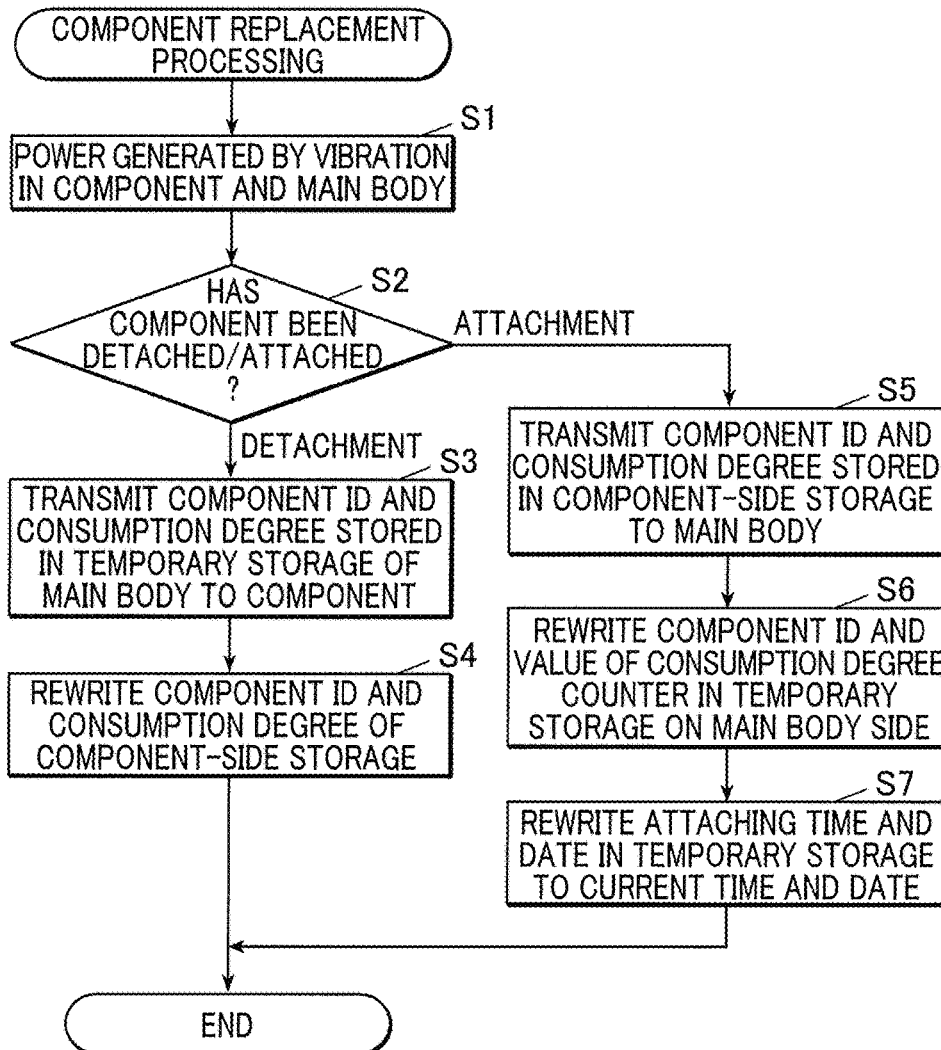 COMPONENT REPLACEMENT
PROCESSING
S1
POWER GENERATED BY VIBRATION
IN COMPONENT AND MAIN BODY
S2
HAS
COMPONENT BEEN
DETACHED/ATTACHED
?
ATTACHMENT
DETACHMENT
S3
TRANSMIT COMPONENT ID AND
CONSUMPTION DEGREE STORED
IN TEMPORARY STORAGE OF
MAIN BODY TO COMPONENT
S4
REWRITE COMPONENT ID AND
CONSUMPTION DEGREE OF
COMPONENT-SIDE STORAGE
S5
TRANSMIT COMPONENT ID AND
CONSUMPTION DEGREE STORED
IN COMPONENT-SIDE STORAGE
TO MAIN BODY
S6
REWRITE COMPONENT ID AND
VALUE OF CONSUMPTION DEGREE
COUNTER IN TEMPORARY
STORAGE ON MAIN BODY SIDE
S7
REWRITE ATTACHING TIME AND
DATE IN TEMPORARY STORAGE
TO CURRENT TIME AND DATE
END